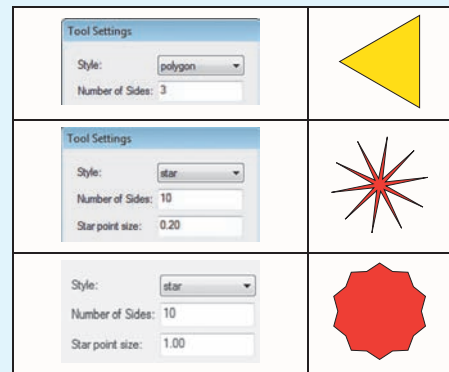 Tool Settings
Style: polygon
Number of Sides: 3
Tool Settings
Style: star
Number of Sides: 10
Star point size: 0.20
Style: star
Number of Sides: 10
Star point size: 1.00